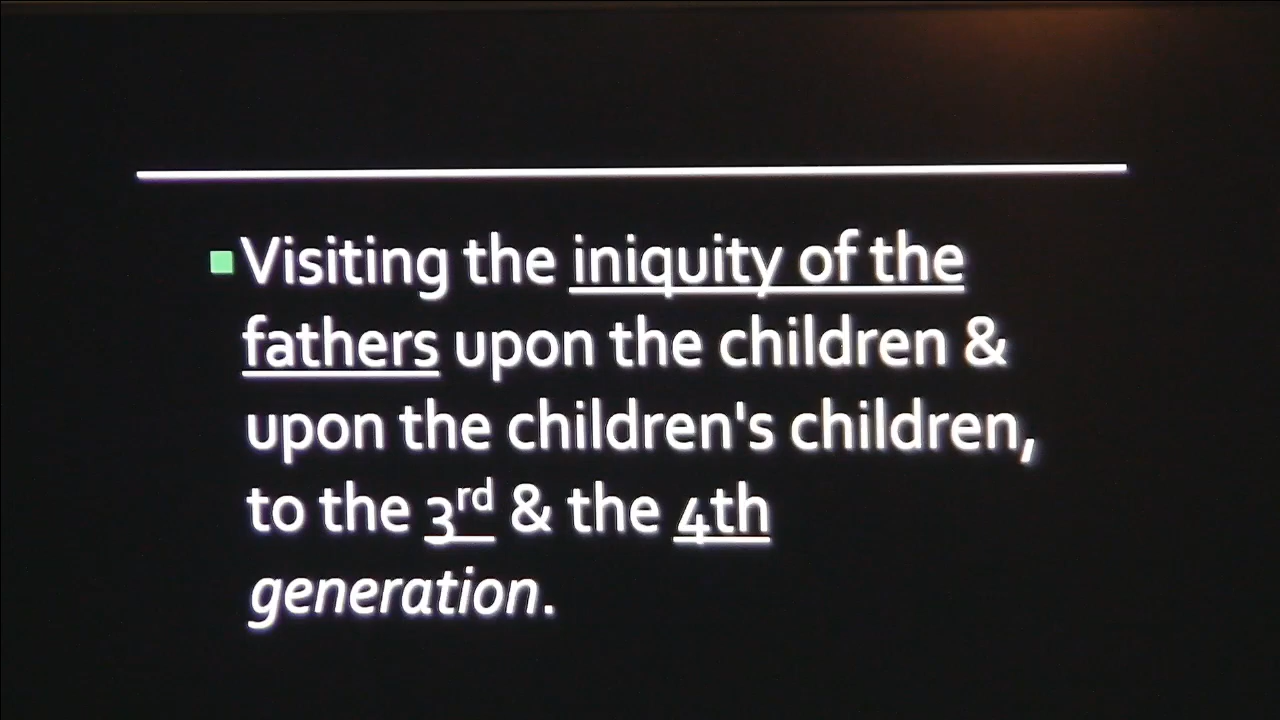 Visiting the iniquity of the
fathers upon the children &
upon the children's children,
to the 3rd & the 4th
generation.